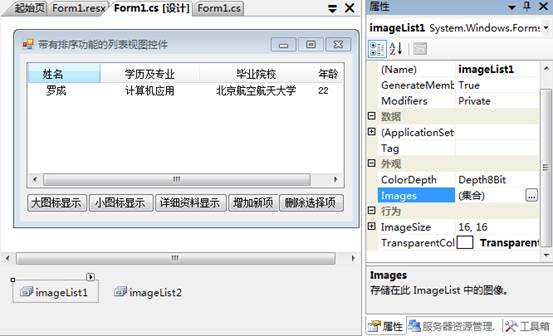 起始页 Form1.resx Form1.cs [设计] Form1.cs
带有排序功能的列表视图控件
姓名 学历及专业 毕业院校 年龄
罗成 计算机应用 北京航空航天大学 22
大图标显示 小图标显示 详细资料显示 增加新项 删除选择项
imageList1 imageList2
属性
imageList1 System.Windows.Forms
(Name) imageList1
GenerateMemb True
Modifiers Private
数据
(ApplicationSet
Tag
外观
ColorDepth Depth8Bit
Images (集合) ...
行为
ImageSize 16, 16
TransparentCol Transparent
Images
存储在此 ImageList 中的图像。
属性 服务器资源管理... 工具箱